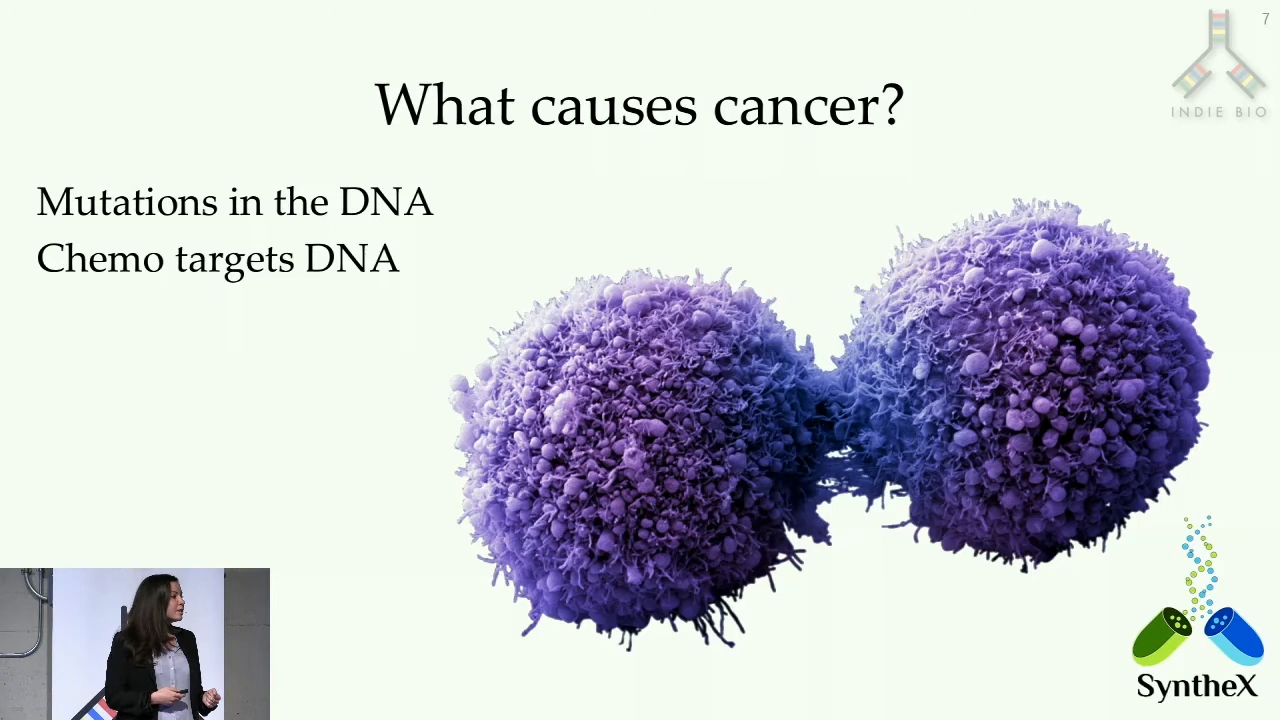 7
INDIE BIO
What causes cancer?
Mutations in the DNA
Chemo targets DNA
SyntheX